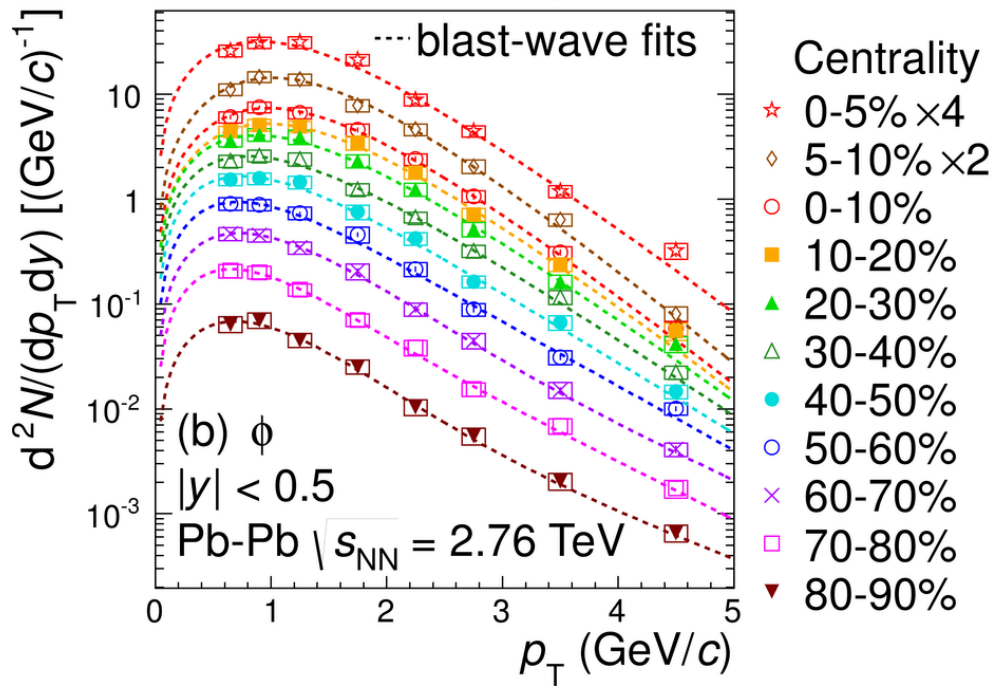 d²N/(dp_T dy) [(GeV/c)⁻¹]
10
1
10⁻¹
10⁻²
10⁻³
blast-wave fits
(b) ϕ
|y| < 0.5
Pb-Pb √s_NN = 2.76 TeV
0 1 2 3 4 5
p_T (GeV/c)
Centrality
0-5% ×4
5-10% ×2
0-10%
10-20%
20-30%
30-40%
40-50%
50-60%
60-70%
70-80%
80-90%